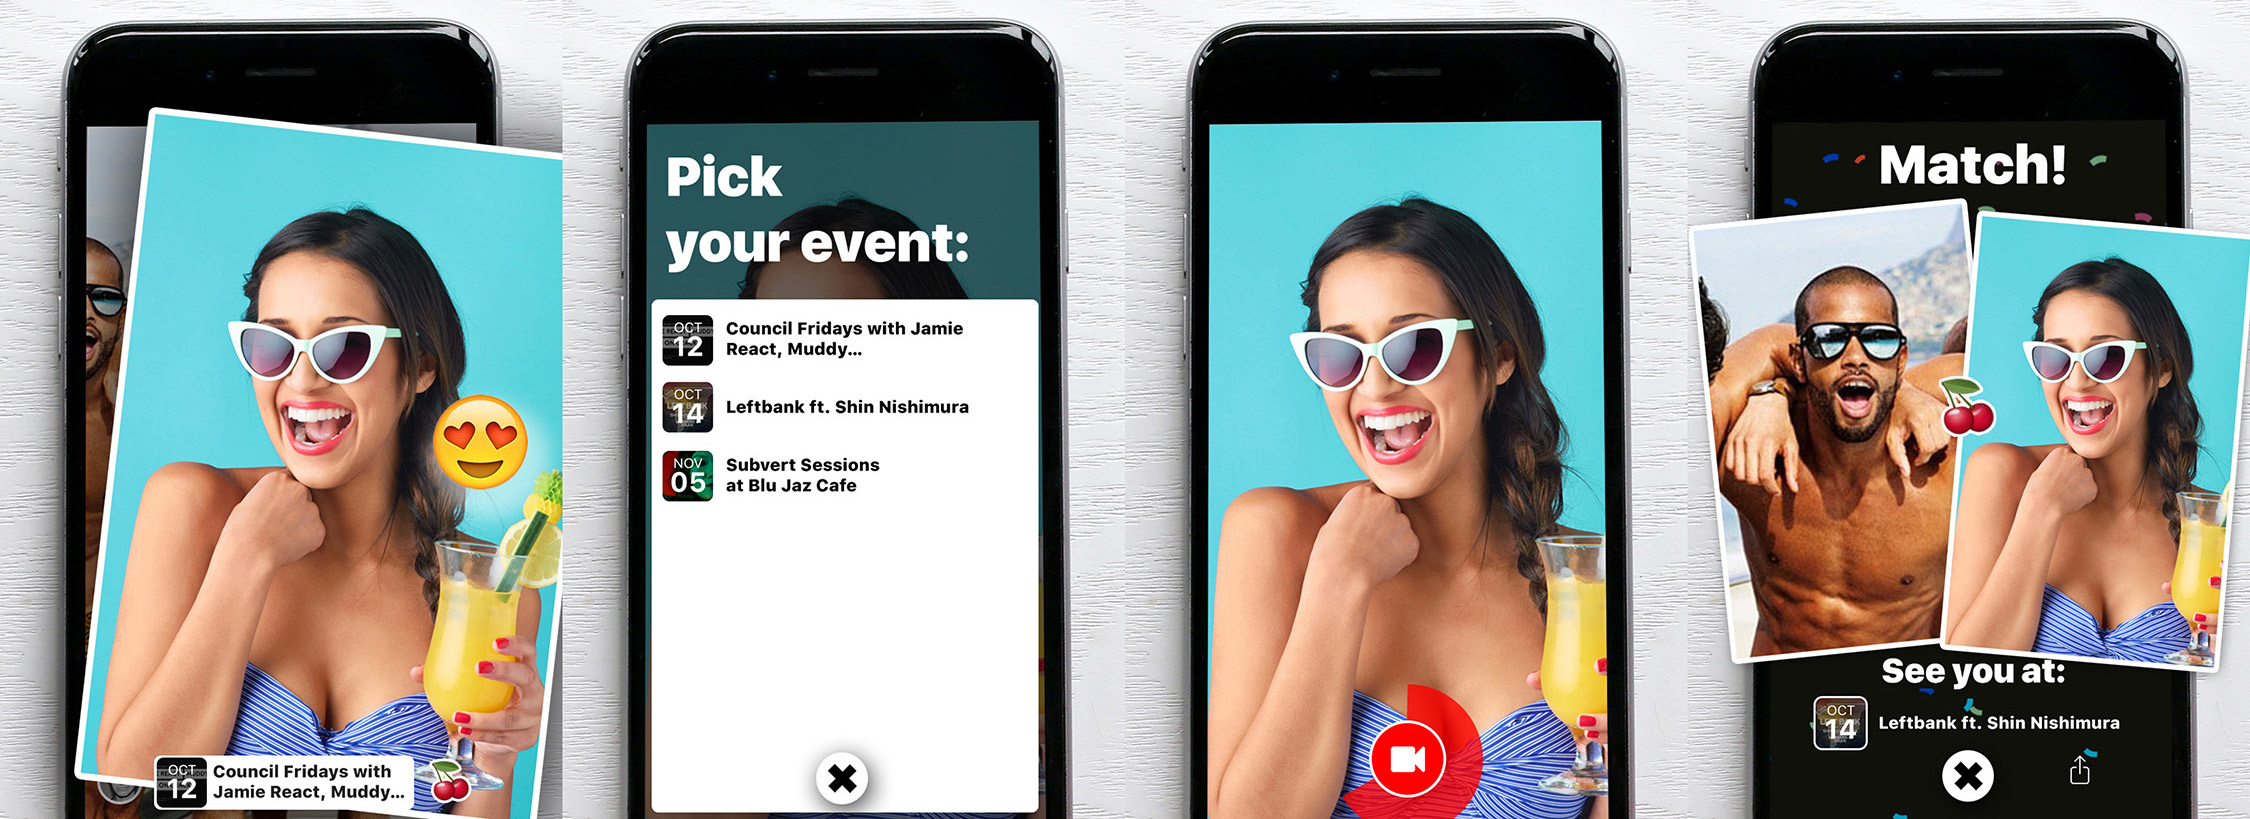 OCT
12
Council Fridays with
Jamie React, Muddy...
Pick
your event:
OCT
12
Council Fridays with Jamie
React, Muddy...
OCT
14
Leftbank ft. Shin Nishimura
NOV
05
Subvert Sessions
at Blu Jaz Cafe
Match!
See you at:
OCT
14
Leftbank ft. Shin Nishimura